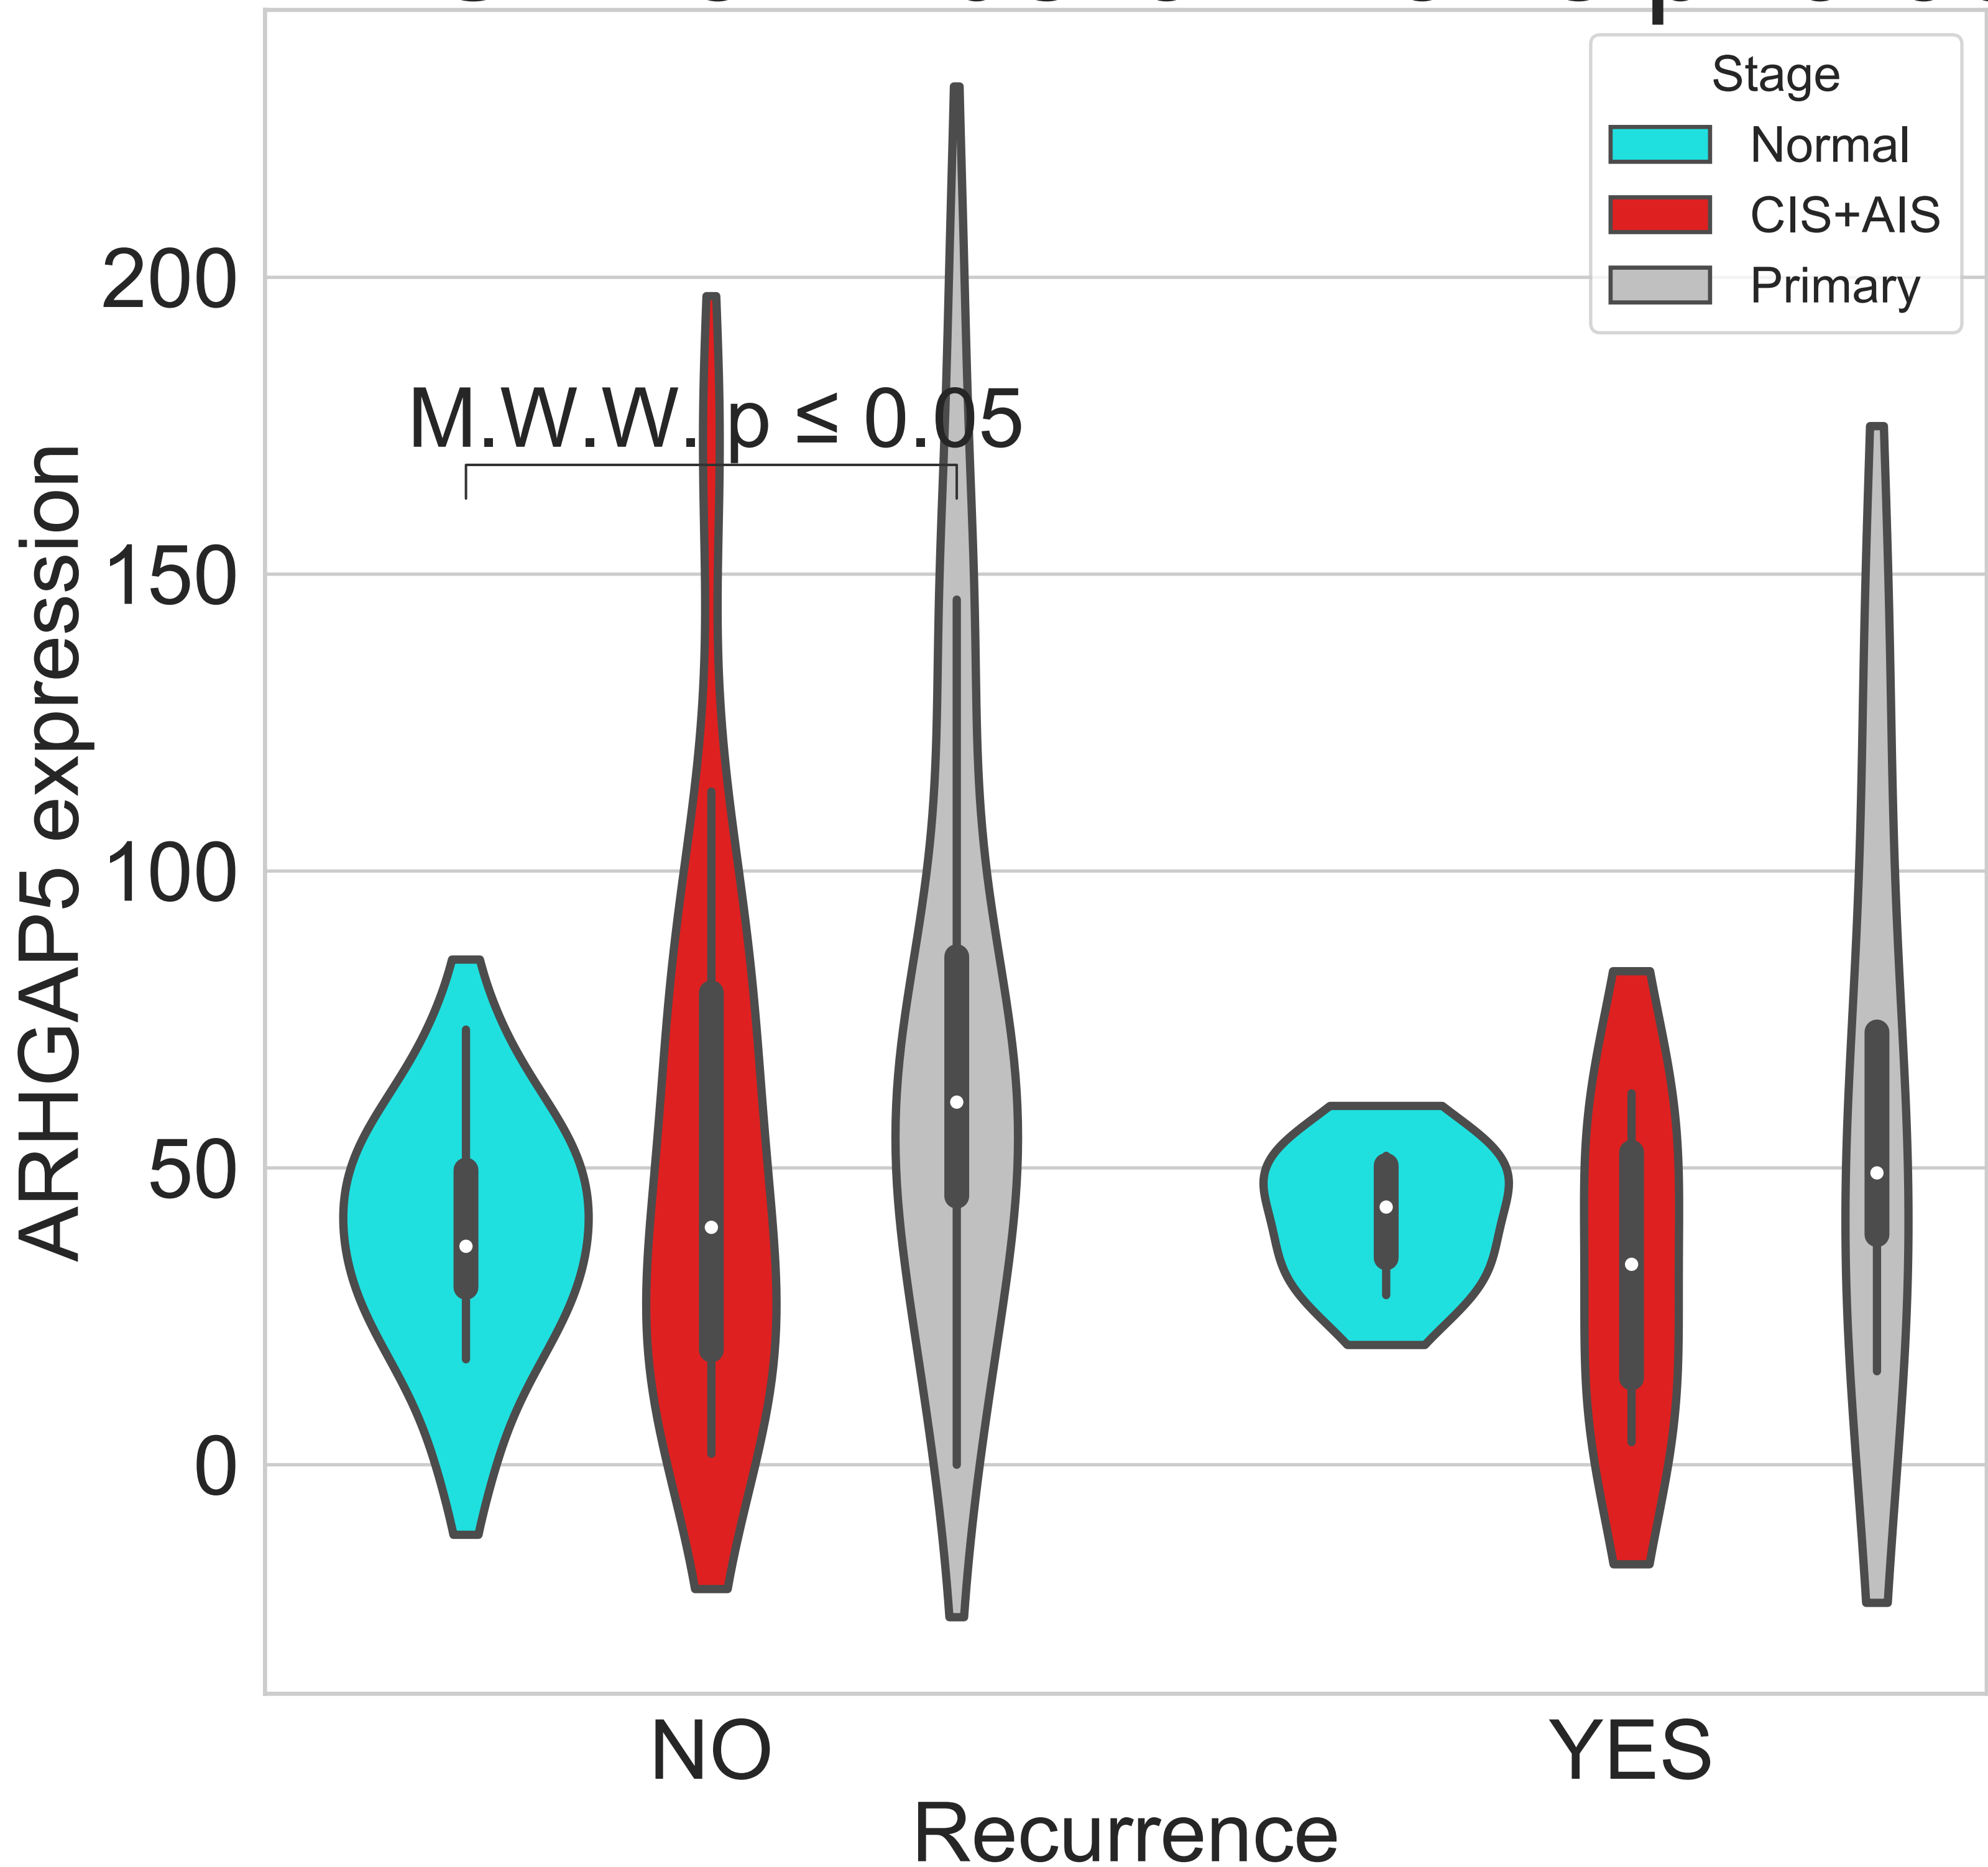 Stage
Normal
CIS+AIS
Primary
M.W.W. p ≤ 0.05
ARHGAP5 expression
200
150
100
50
0
NO
YES
Recurrence